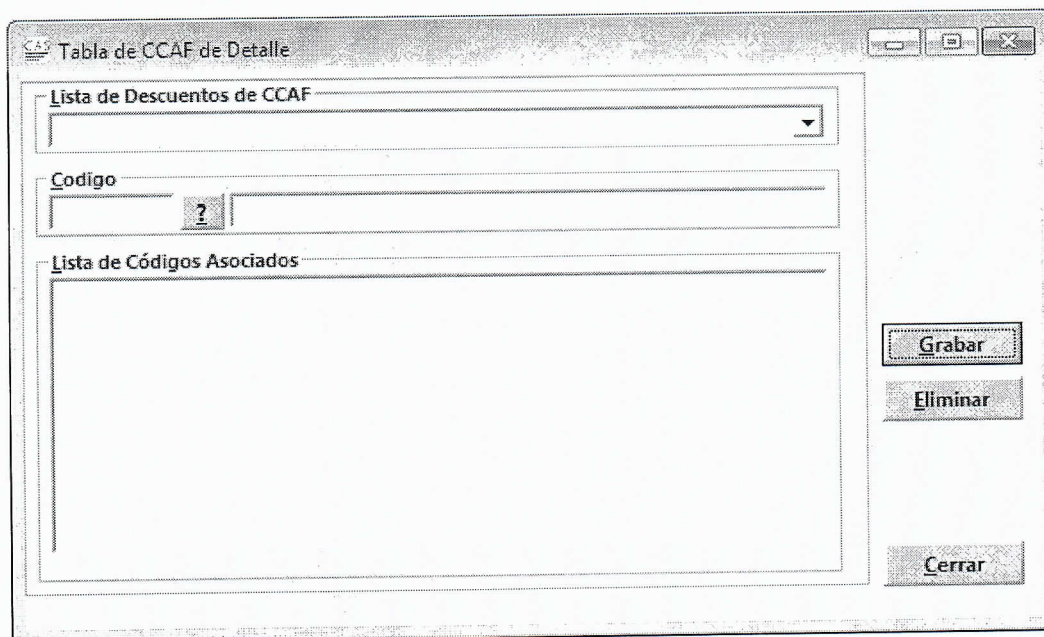 Tabla de CCAF de Detalle
Lista de Descuentos de CCAF
Codigo
?
Lista de Códigos Asociados
Grabar
Eliminar
Cerrar